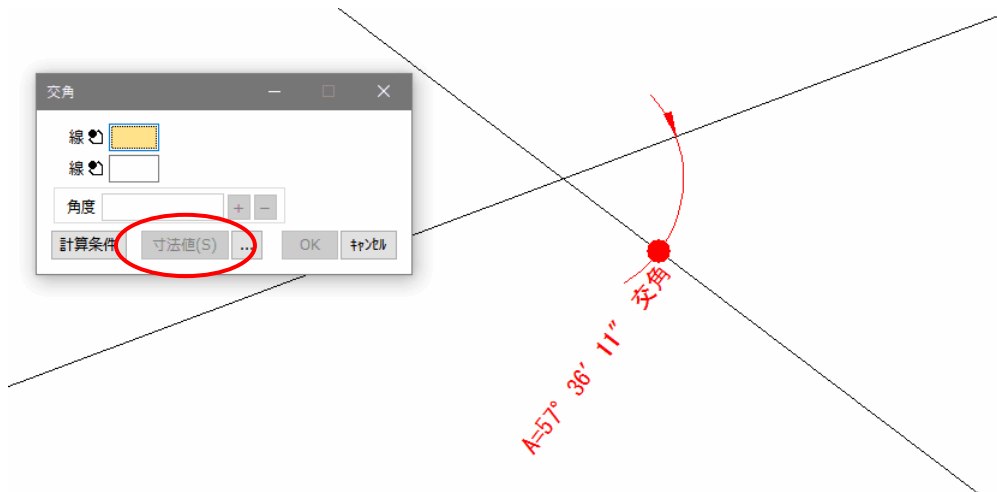 交角
線
線
角度 + -
計算条件 寸法値(S) ... OK ｷｬﾝｾﾙ
A=57° 36′ 11″ 交角